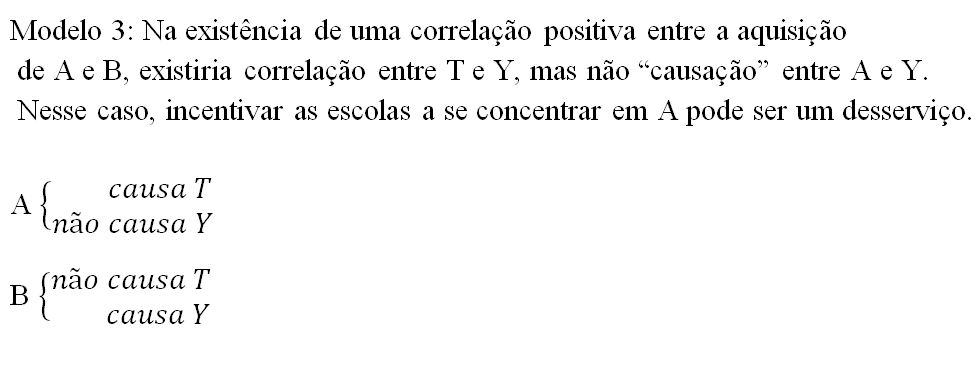 Modelo 3: Na existência de uma correlação positiva entre a aquisição
de A e B, existiria correlação entre T e Y, mas não “causação” entre A e Y.
Nesse caso, incentivar as escolas a se concentrar em A pode ser um desserviço.
A { causa T
não causa Y
B { não causa T
causa Y